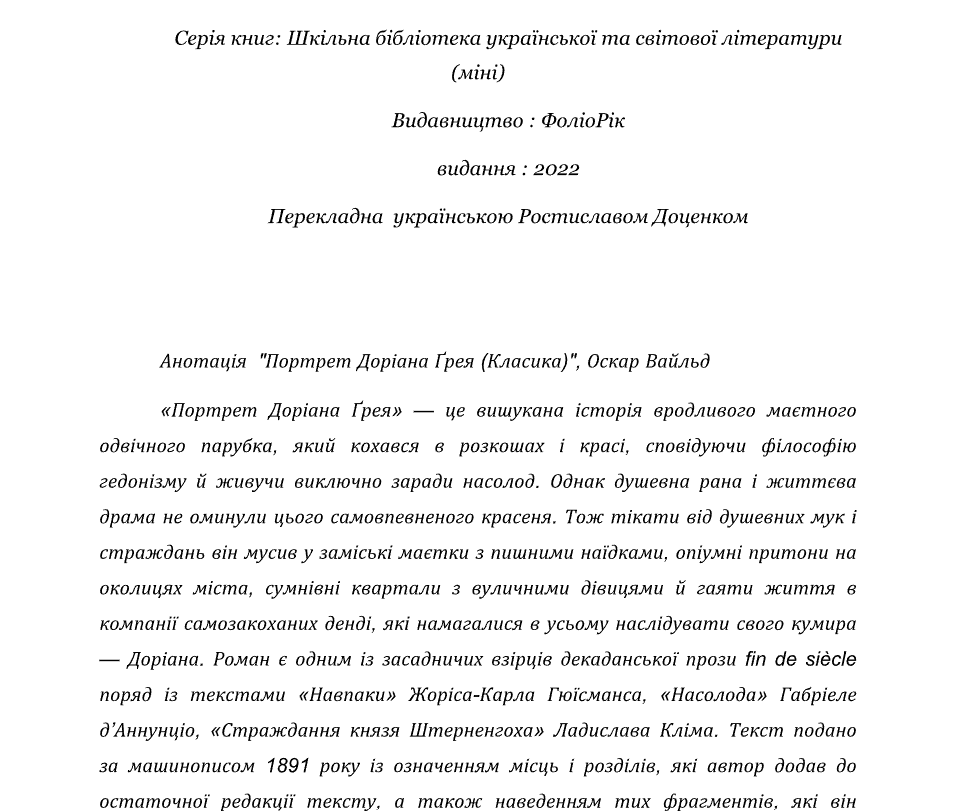 Серія книг: Шкільна бібліотека української та світової літератури
(міні)
Видавництво : ФоліоРік
видання : 2022
Перекладна українською Ростиславом Доценком
Анотація "Портрет Доріана Ґрея (Класика)", Оскар Вайльд
«Портрет Доріана Ґрея» — це вишукана історія вродливого маєтного
одвічного парубка, який кохався в розкошах і красі, сповідуючи філософію
гедонізму й живучи виключно заради насолод. Однак душевна рана і життєва
драма не оминули цього самовпевненого красеня. Тож тікати від душевних мук і
страждань він мусив у заміські маєтки з пишними наїдками, опіумні притони на
околицях міста, сумнівні квартали з вуличними дівицями й гаяти життя в
компанії самозакоханих денді, які намагалися в усьому наслідувати свого кумира
— Доріана. Роман є одним із засадничих взірців декаданської прози fin de siècle
поряд із текстами «Навпаки» Жоріса-Карла Гюїсманса, «Насолода» Габріеле
д’Аннунціо, «Страждання князя Штерненгоха» Ладислава Кліма. Текст подано
за машинописом 1891 року із означенням місць і розділів, які автор додав до
остаточної редакції тексту, а також наведенням тих фрагментів, які він